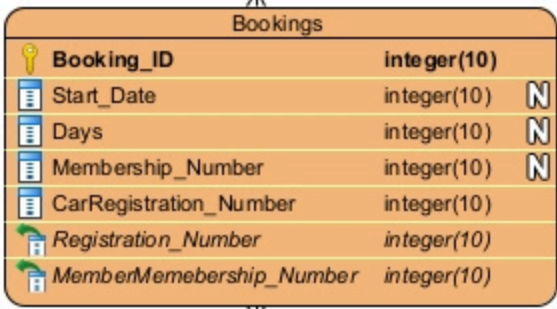 Bookings
Booking_ID integer(10)
Start_Date integer(10) N
Days integer(10) N
Membership_Number integer(10) N
CarRegistration_Number integer(10)
Registration_Number integer(10)
MemberMemebership_Number integer(10)